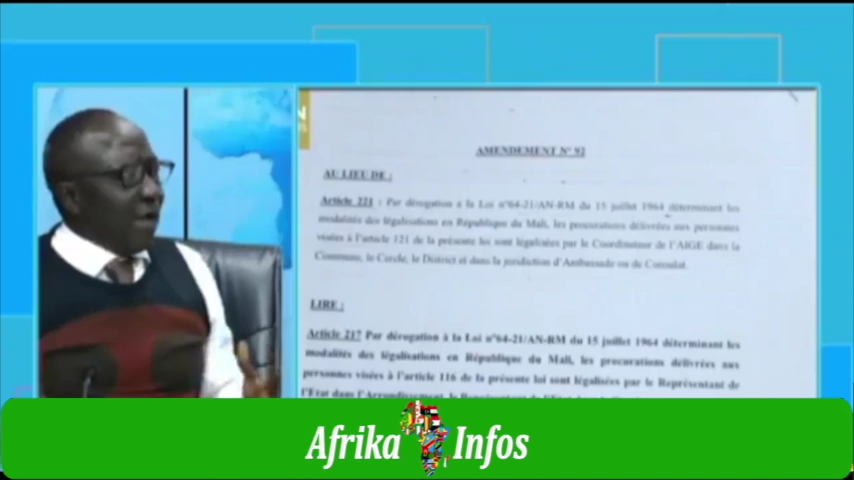 AMENDEMENT N° 92
AU LIEU DE :
Article 221 : Par dérogation à la Loi n°64-21/AN-RM du 15 juillet 1964 déterminant les
modalités des légalisations en République du Mali, les procurations délivrées aux personnes
visées à l'article 121 de la présente loi sont légalisées par le Coordinateur de l'AIGE dans la
Commune, le Cercle, le District et dans la juridiction d'Ambassade ou de Consulat.
LIRE :
Article 217 Par dérogation à la Loi n°64-21/AN-RM du 15 juillet 1964 déterminant les
modalités des légalisations en République du Mali, les procurations délivrées aux
personnes visées à l'article 116 de la présente loi sont légalisées par le Représentant de
l'Etat dans l'Arrondissement, le Représentant de l'Etat
Afrika Infos